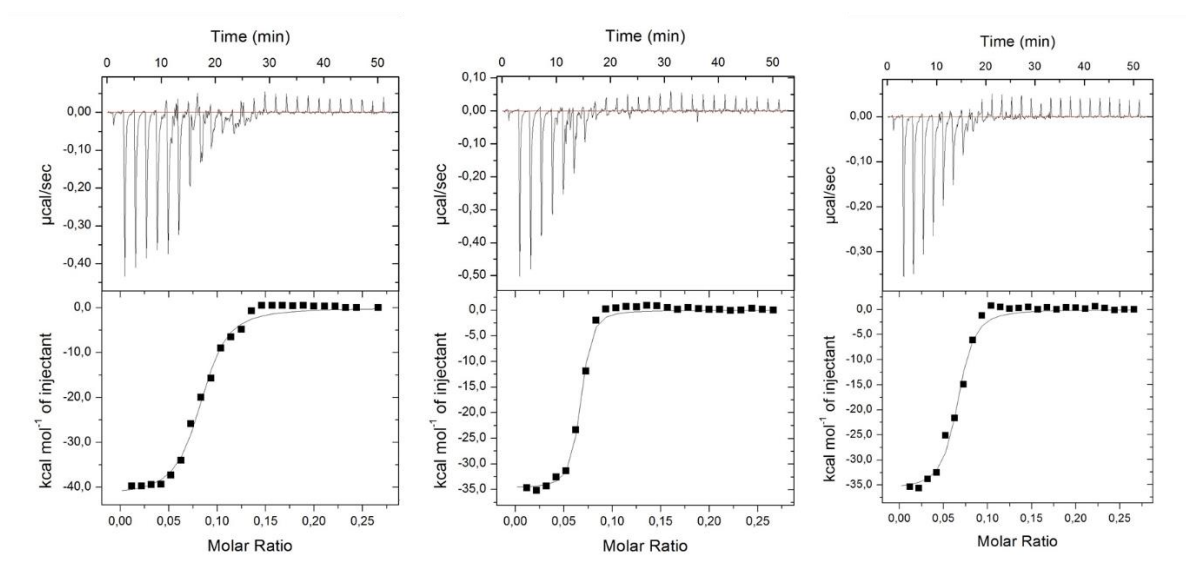 Time (min)
0 10 20 30 40 50
0,00
-0,10
-0,20
-0,30
-0,40
µcal/sec
0,0
-10,0
-20,0
-30,0
-40,0
kcal mol⁻¹ of injectant
0,00 0,05 0,10 0,15 0,20 0,25
Molar Ratio
Time (min)
0 10 20 30 40 50
0,10
0,00
-0,10
-0,20
-0,30
-0,40
-0,50
µcal/sec
0,0
-5,0
-10,0
-15,0
-20,0
-25,0
-30,0
-35,0
kcal mol⁻¹ of injectant
0,00 0,05 0,10 0,15 0,20 0,25
Molar Ratio
Time (min)
0 10 20 30 40 50
0,00
-0,10
-0,20
-0,30
µcal/sec
0,0
-5,0
-10,0
-15,0
-20,0
-25,0
-30,0
-35,0
kcal mol⁻¹ of injectant
0,00 0,05 0,10 0,15 0,20 0,25
Molar Ratio